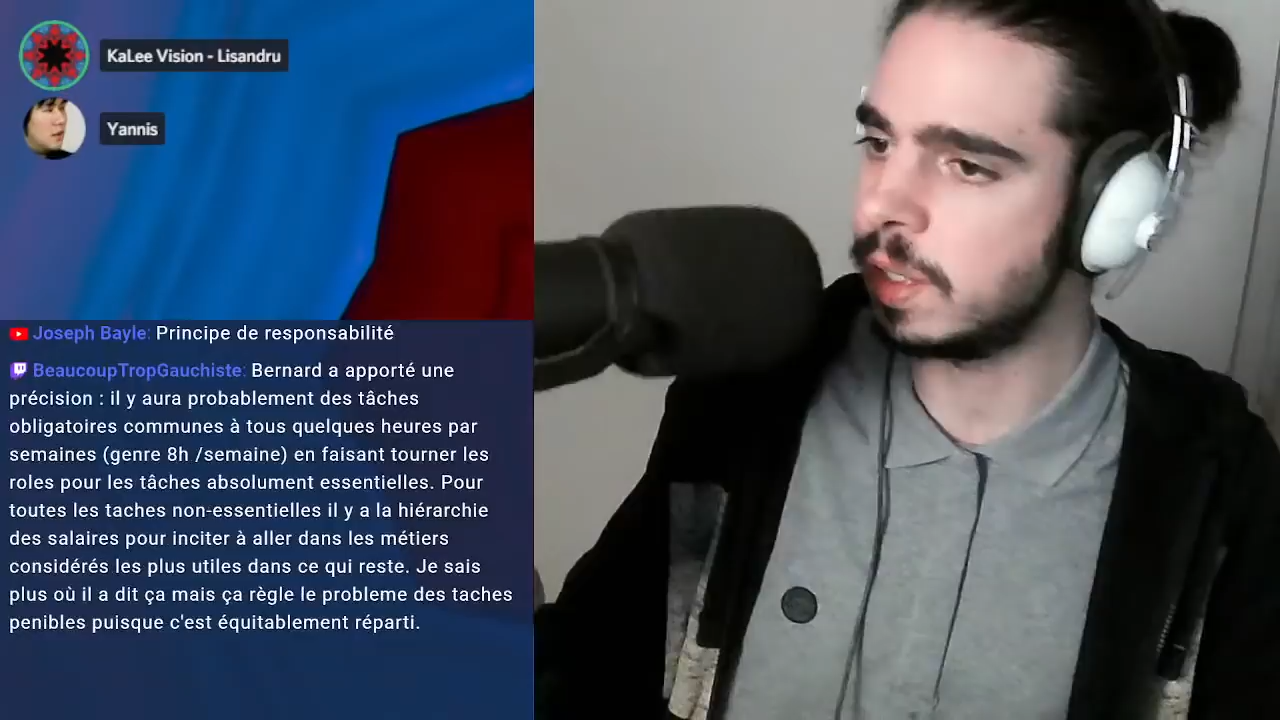 KaLee Vision - Lisandru
Yannis
Joseph Bayle: Principe de responsabilité
BeaucoupTropGauchiste: Bernard a apporté une
précision : il y aura probablement des tâches
obligatoires communes à tous quelques heures par
semaines (genre 8h /semaine) en faisant tourner les
roles pour les tâches absolument essentielles. Pour
toutes les taches non-essentielles il y a la hiérarchie
des salaires pour inciter à aller dans les métiers
considérés les plus utiles dans ce qui reste. Je sais
plus où il a dit ça mais ça règle le probleme des taches
penibles puisque c'est équitablement réparti.